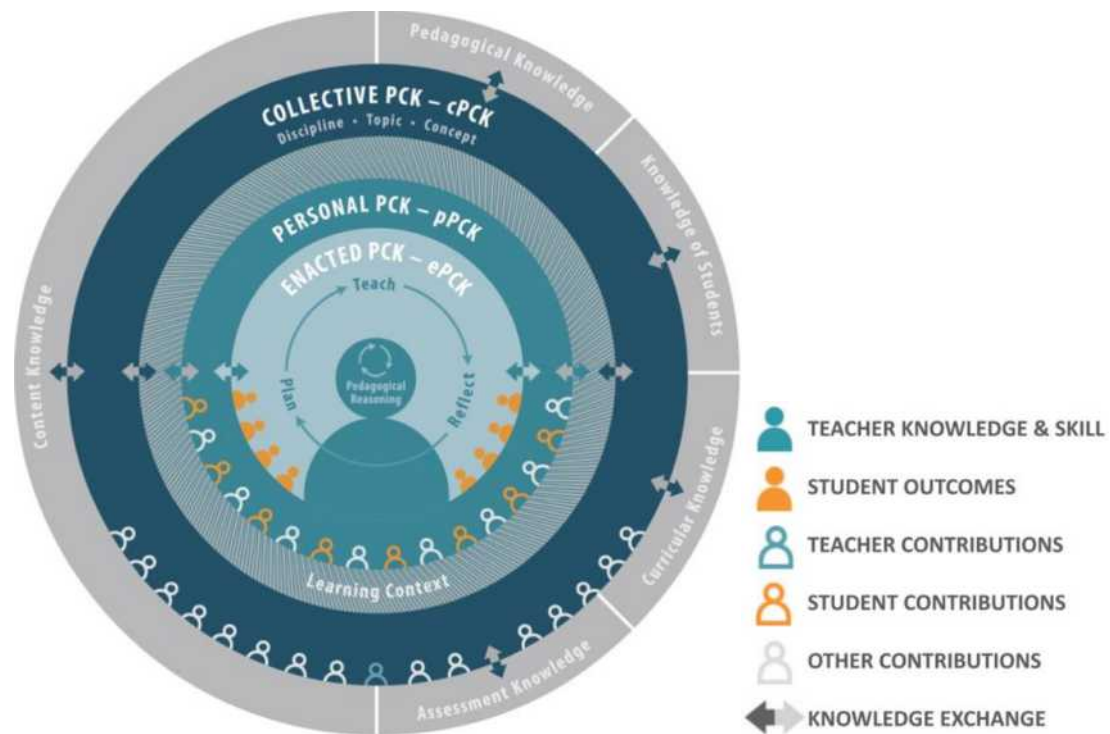 Pedagogical Knowledge
COLLECTIVE PCK – cPCK
Discipline • Topic • Concept
Knowledge of Students
PERSONAL PCK – pPCK
ENACTED PCK – ePCK
Teach
Content Knowledge
Pedagogical
Reasoning
Plan
Reflect
Curricular Knowledge
Learning Context
Assessment Knowledge
TEACHER KNOWLEDGE & SKILL
STUDENT OUTCOMES
TEACHER CONTRIBUTIONS
STUDENT CONTRIBUTIONS
OTHER CONTRIBUTIONS
KNOWLEDGE EXCHANGE